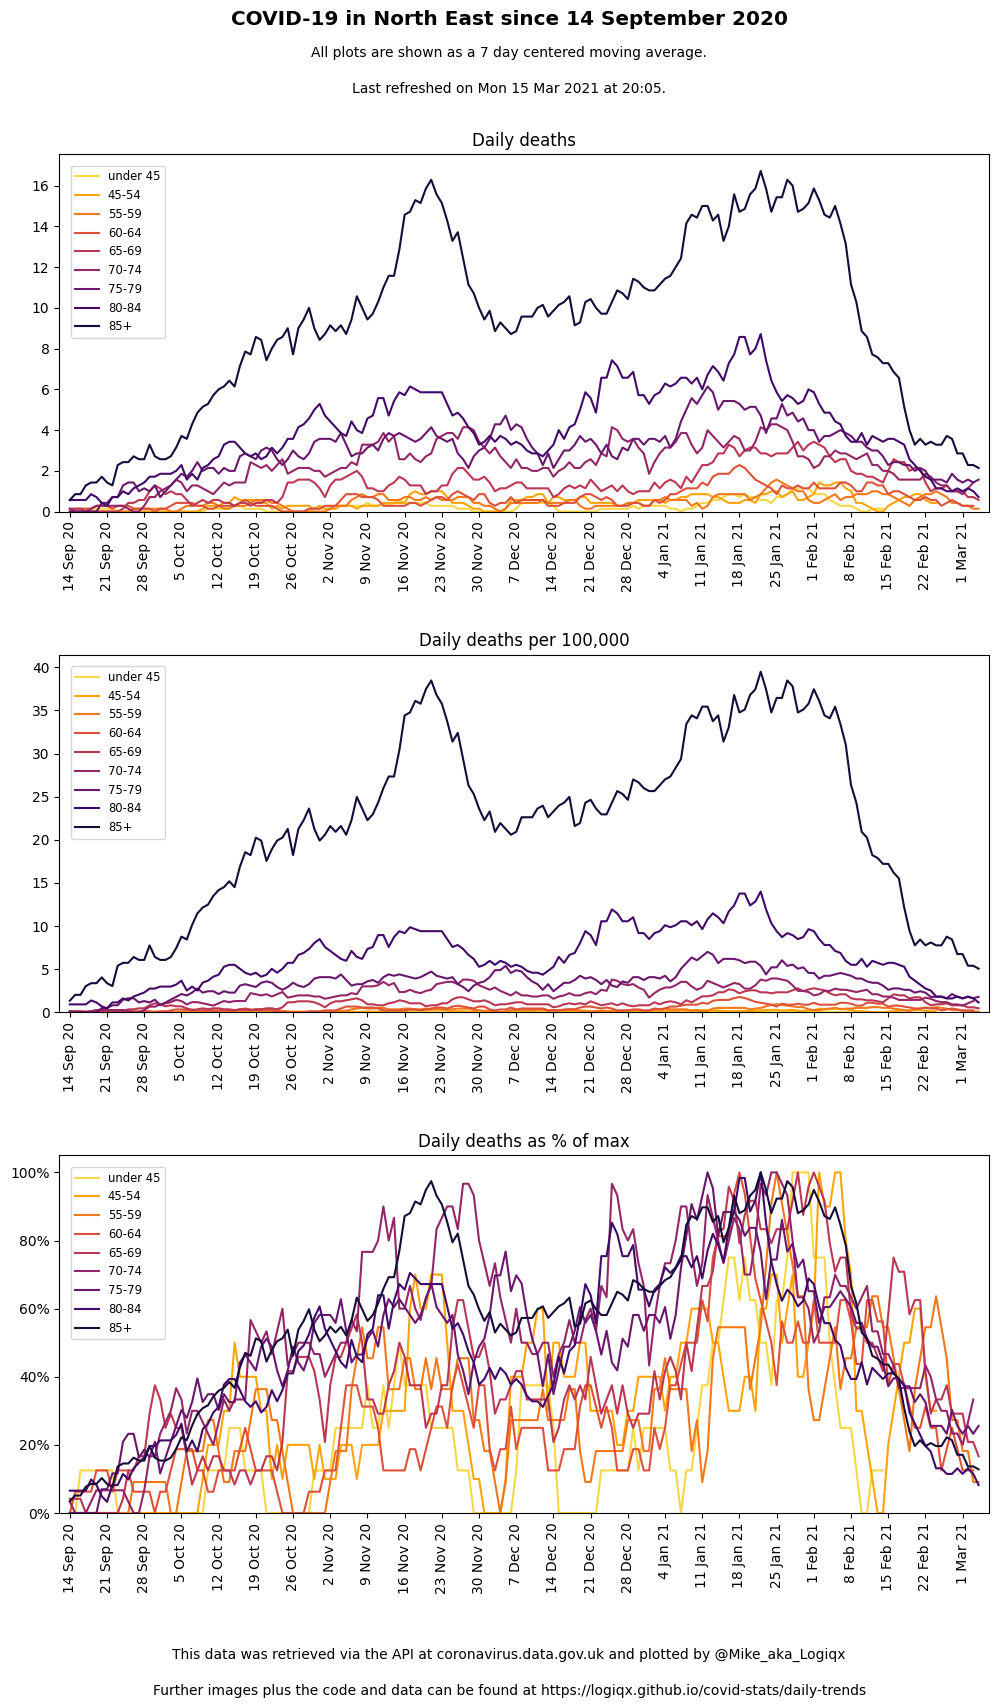 COVID-19 in North East since 14 September 2020
All plots are shown as a 7 day centered moving average.
Last refreshed on Mon 15 Mar 2021 at 20:05.
Daily deaths
16
14
12
10
8
6
4
2
0
under 45
45-54
55-59
60-64
65-69
70-74
75-79
80-84
85+
14 Sep 20
21 Sep 20
28 Sep 20
5 Oct 20
12 Oct 20
19 Oct 20
26 Oct 20
2 Nov 20
9 Nov 20
16 Nov 20
23 Nov 20
30 Nov 20
7 Dec 20
14 Dec 20
21 Dec 20
28 Dec 20
4 Jan 21
11 Jan 21
18 Jan 21
25 Jan 21
1 Feb 21
8 Feb 21
15 Feb 21
22 Feb 21
1 Mar 21
Daily deaths per 100,000
40
35
30
25
20
15
10
5
0
under 45
45-54
55-59
60-64
65-69
70-74
75-79
80-84
85+
14 Sep 20
21 Sep 20
28 Sep 20
5 Oct 20
12 Oct 20
19 Oct 20
26 Oct 20
2 Nov 20
9 Nov 20
16 Nov 20
23 Nov 20
30 Nov 20
7 Dec 20
14 Dec 20
21 Dec 20
28 Dec 20
4 Jan 21
11 Jan 21
18 Jan 21
25 Jan 21
1 Feb 21
8 Feb 21
15 Feb 21
22 Feb 21
1 Mar 21
Daily deaths as % of max
100%
80%
60%
40%
20%
0%
under 45
45-54
55-59
60-64
65-69
70-74
75-79
80-84
85+
14 Sep 20
21 Sep 20
28 Sep 20
5 Oct 20
12 Oct 20
19 Oct 20
26 Oct 20
2 Nov 20
9 Nov 20
16 Nov 20
23 Nov 20
30 Nov 20
7 Dec 20
14 Dec 20
21 Dec 20
28 Dec 20
4 Jan 21
11 Jan 21
18 Jan 21
25 Jan 21
1 Feb 21
8 Feb 21
15 Feb 21
22 Feb 21
1 Mar 21
This data was retrieved via the API at coronavirus.data.gov.uk and plotted by @Mike_aka_Logiqx
Further images plus the code and data can be found at https://logiqx.github.io/covid-stats/daily-trends